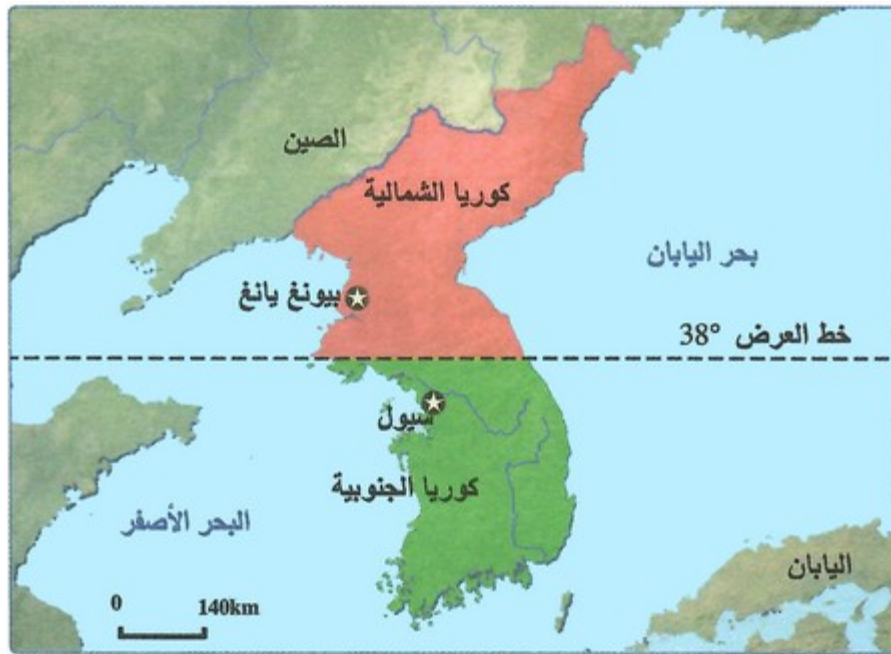 الصين
كوريا الشمالية
بحر اليابان
بيونغ يانغ
خط العرض °38
سيول
كوريا الجنوبية
البحر الأصفر
اليابان
0 140km